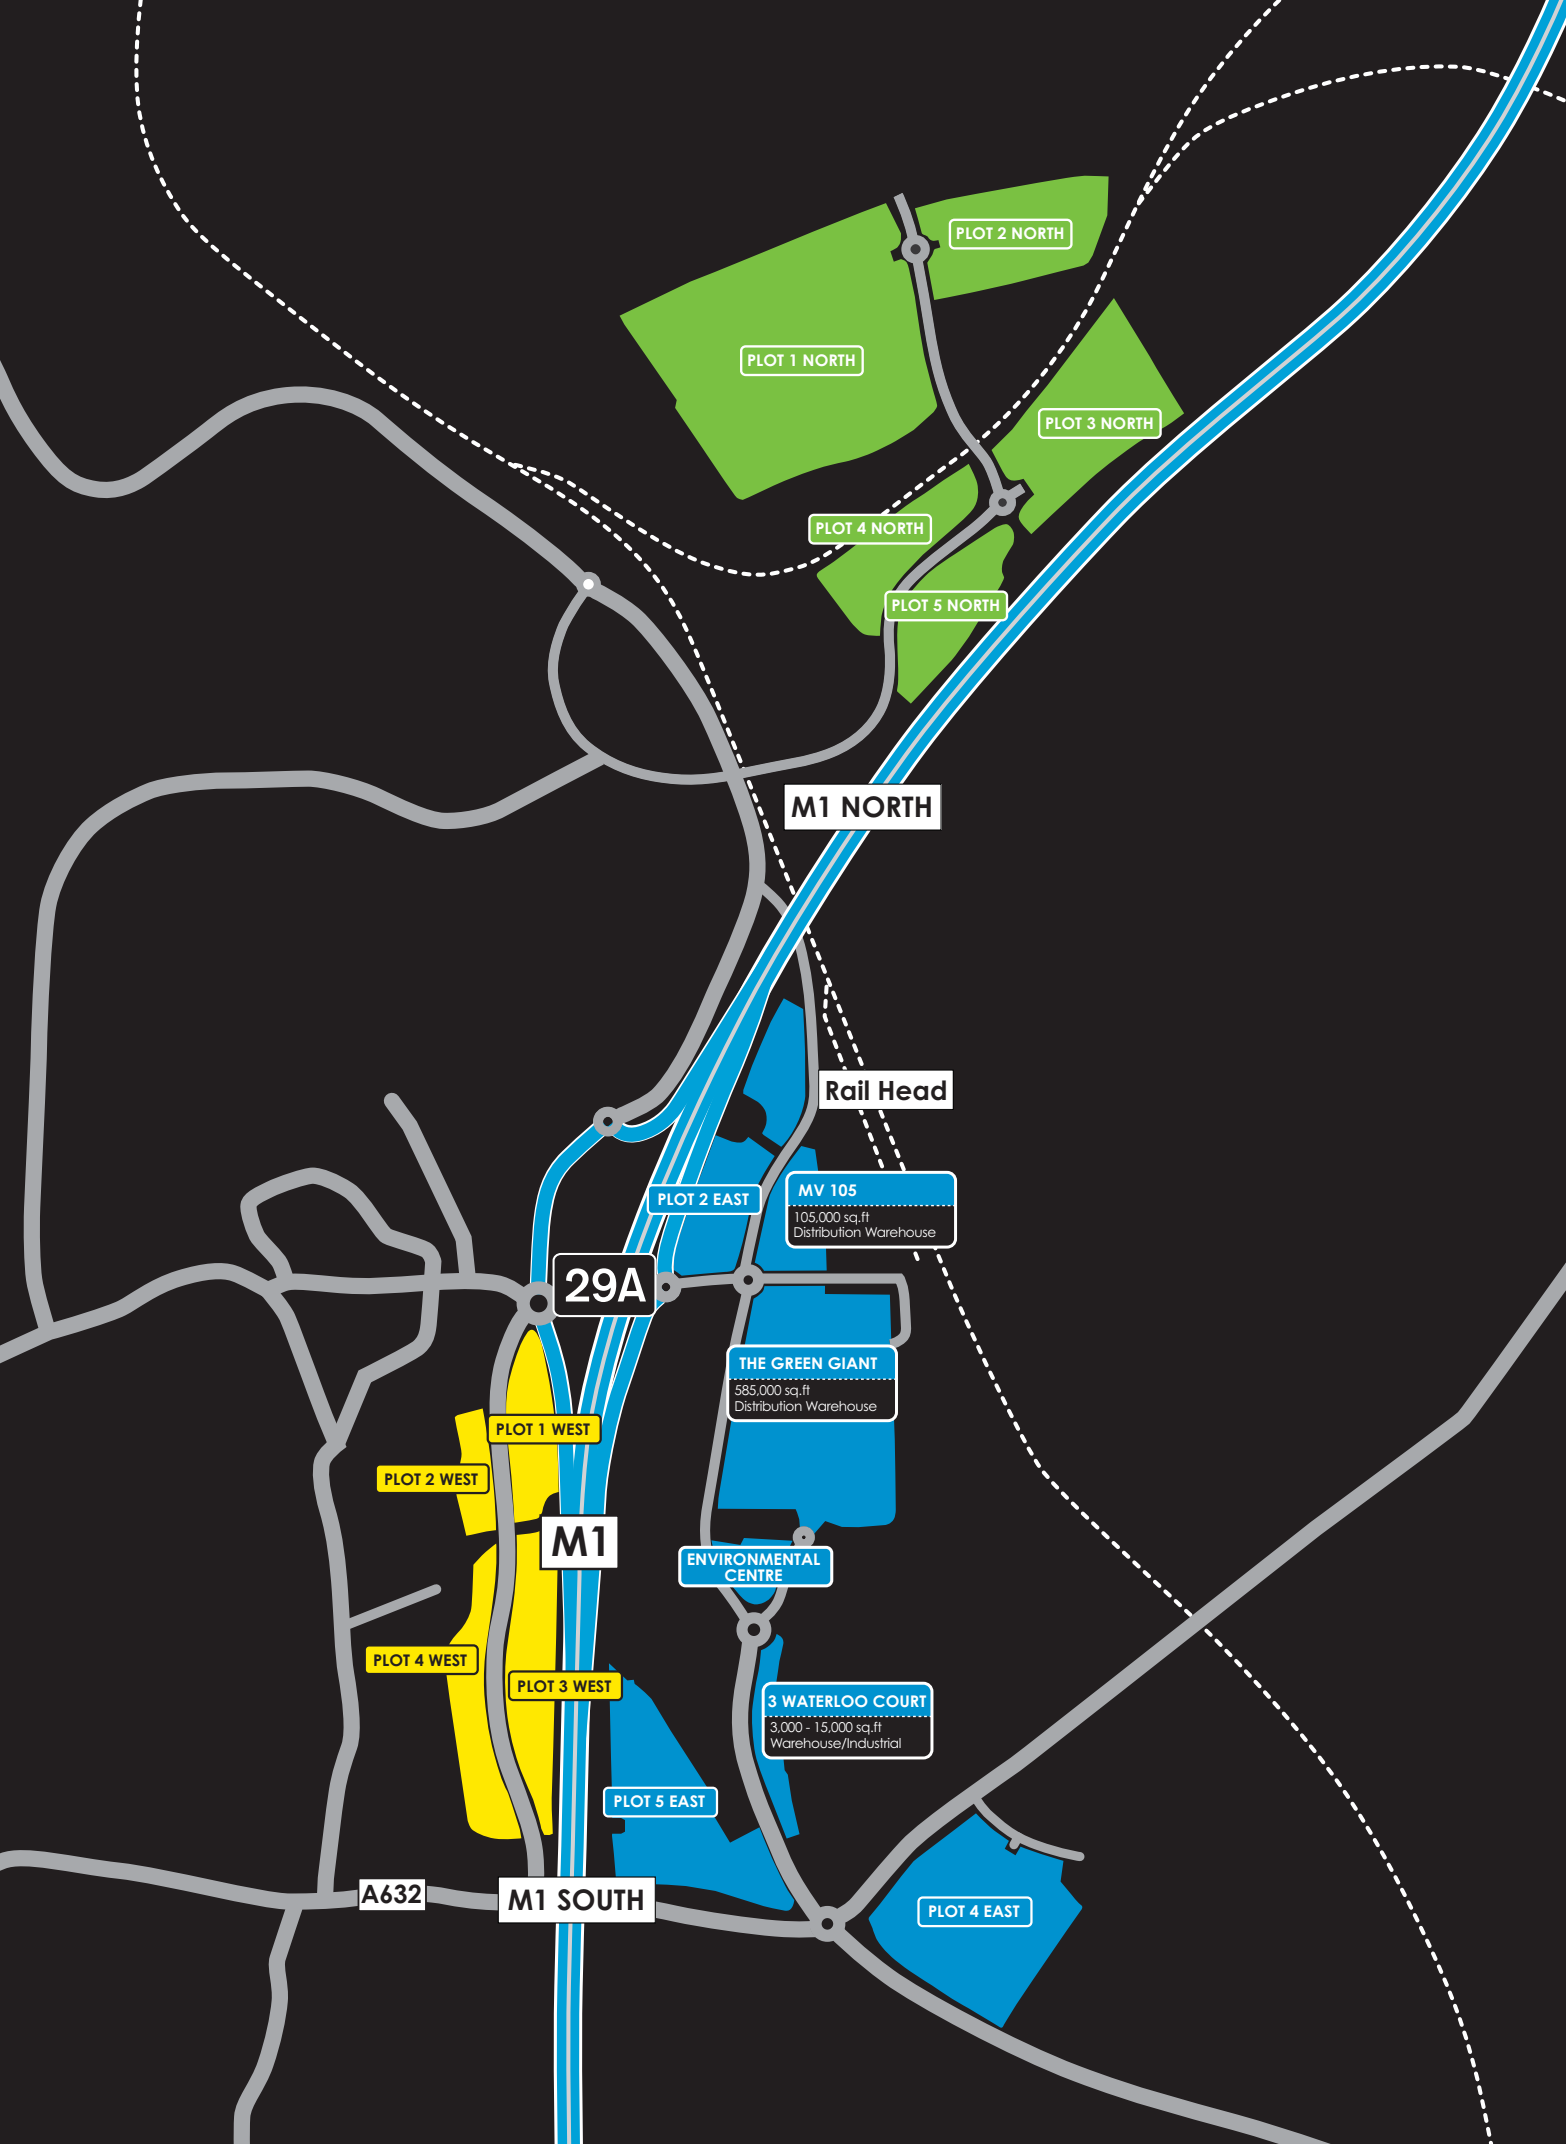 PLOT 2 NORTH
PLOT 1 NORTH
PLOT 3 NORTH
PLOT 4 NORTH
PLOT 5 NORTH
M1 NORTH
Rail Head
PLOT 2 EAST
MV 105
105,000 sq.ft
Distribution Warehouse
29A
THE GREEN GIANT
585,000 sq.ft
Distribution Warehouse
PLOT 1 WEST
PLOT 2 WEST
M1
ENVIRONMENTAL
CENTRE
PLOT 4 WEST
PLOT 3 WEST
3 WATERLOO COURT
3,000 - 15,000 sq.ft
Warehouse/Industrial
PLOT 5 EAST
A632
M1 SOUTH
PLOT 4 EAST